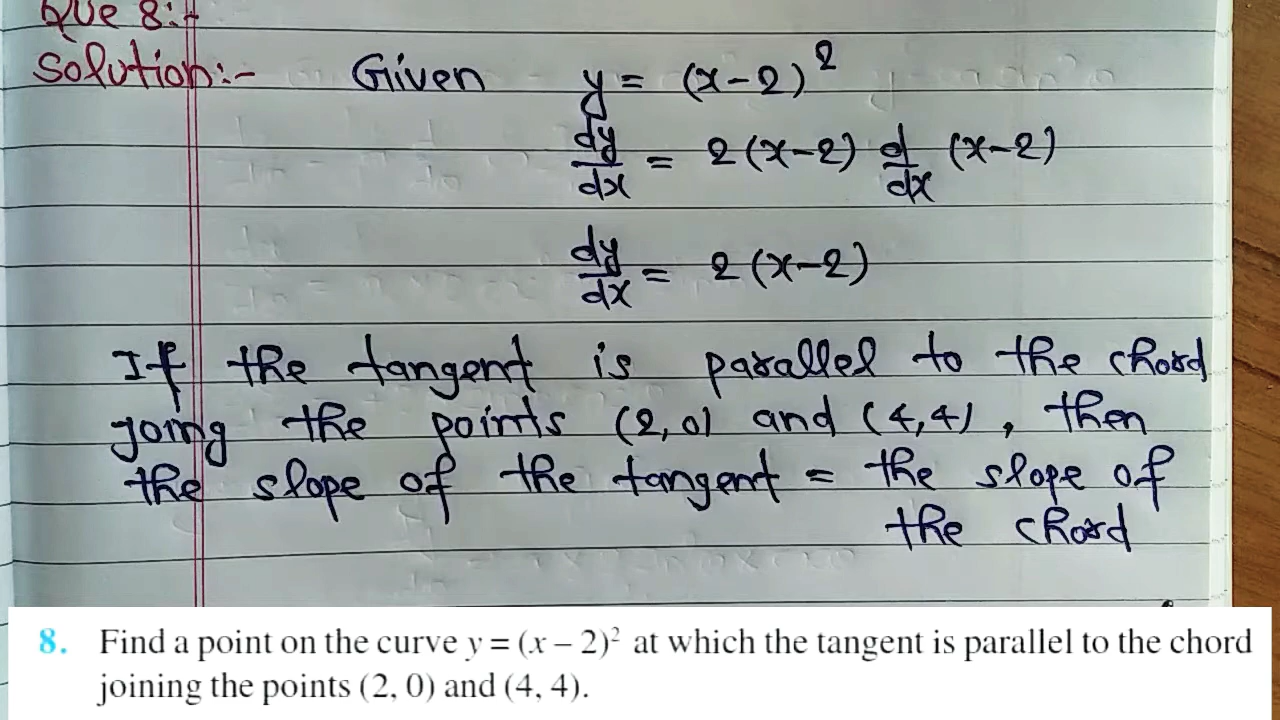 Que 8:-
Solution:- Given y = (x-2)²
dy/dx = 2(x-2) d/dx (x-2)
dy/dx = 2(x-2)
If the tangent is parallel to the chord
joing the points (2,0) and (4,4), then
the slope of the tangent = the slope of
the chord
8. Find a point on the curve y = (x – 2)² at which the tangent is parallel to the chord
joining the points (2, 0) and (4, 4).